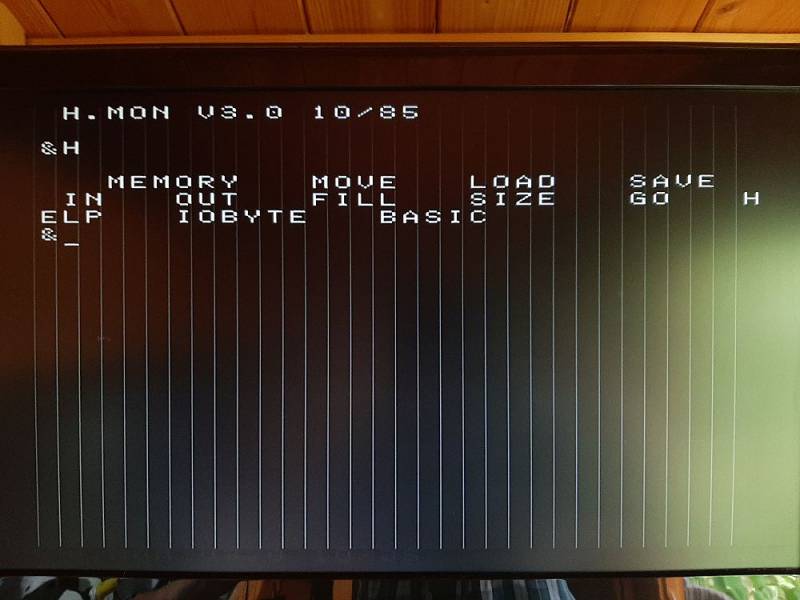 H.MON V3.0 10/85
&H
MEMORY MOVE LOAD SAVE
IN OUT FILL SIZE GO H
ELP IOBYTE BASIC
&_